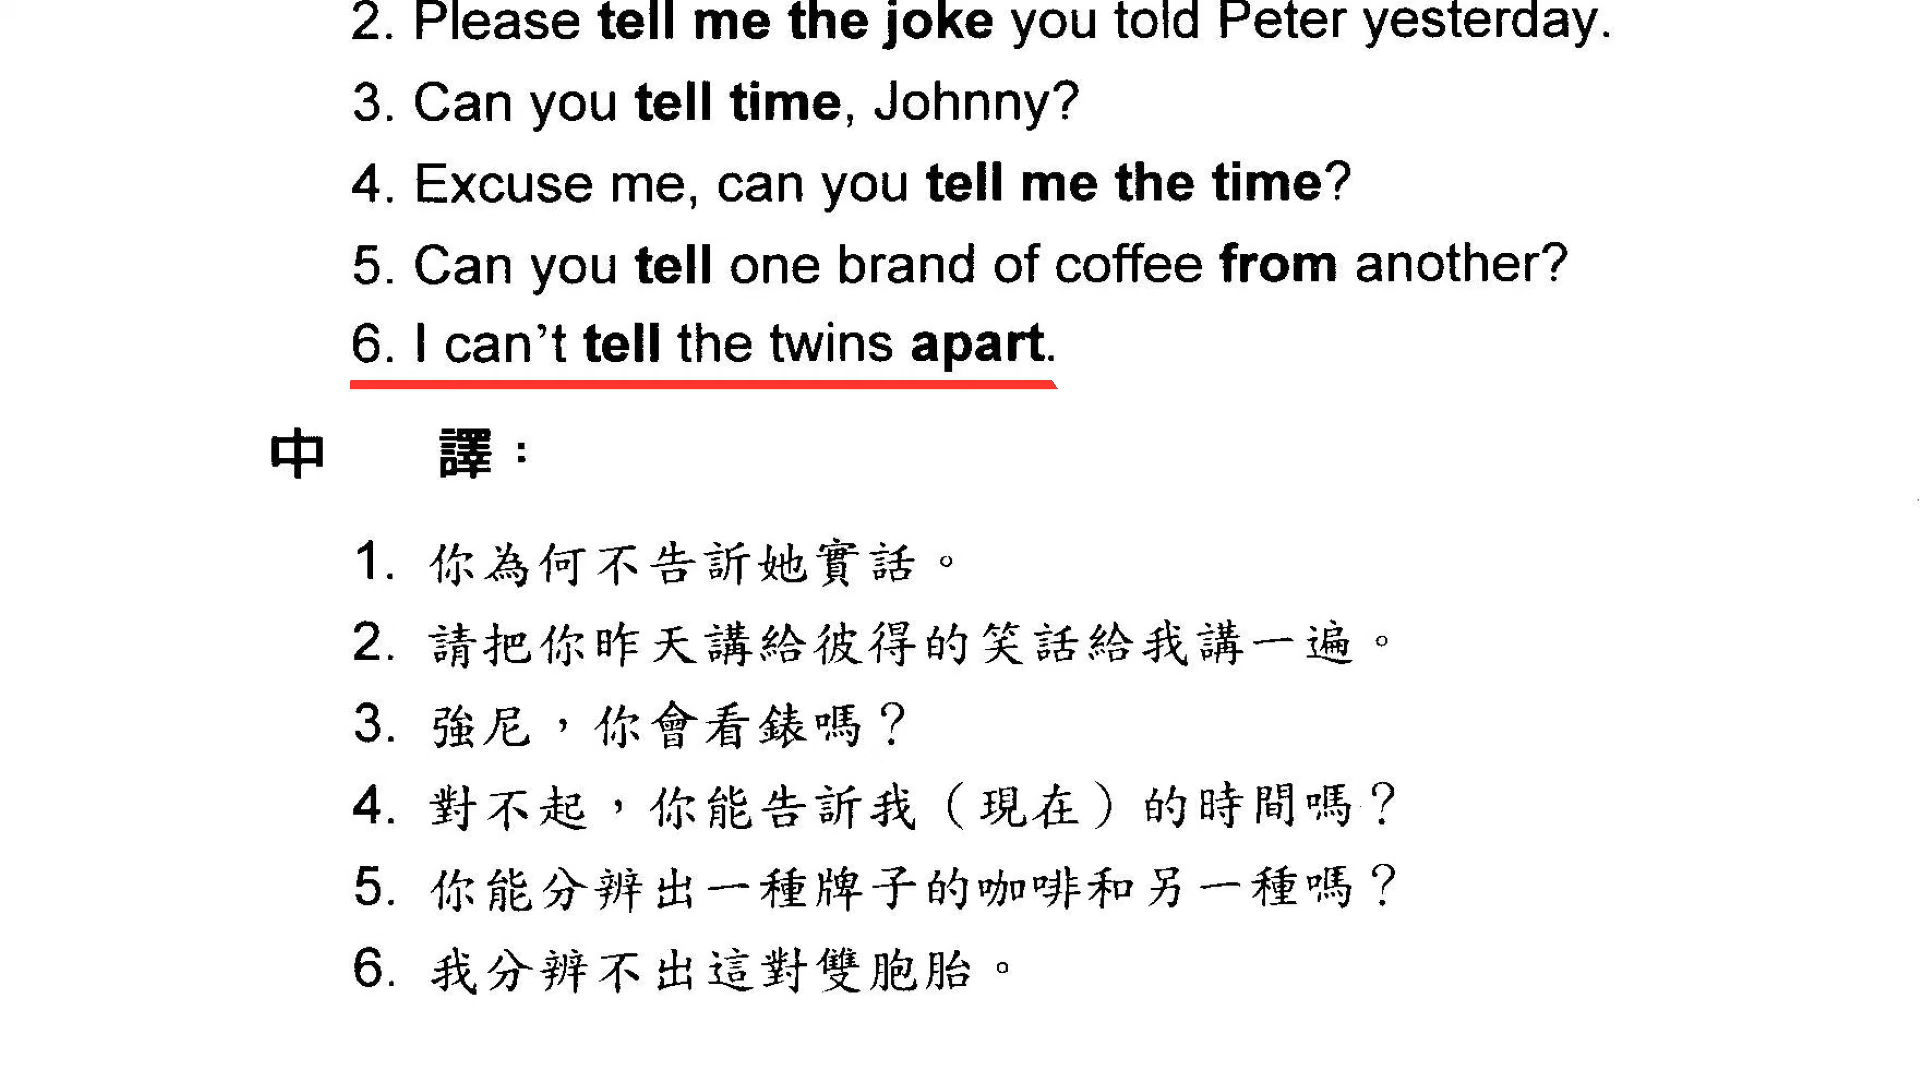 2. Please tell me the joke you told Peter yesterday.
3. Can you tell time, Johnny?
4. Excuse me, can you tell me the time?
5. Can you tell one brand of coffee from another?
6. I can't tell the twins apart.
中　　譯：
1. 你為何不告訢她實話。
2. 請把你昨天講給彼得的笑話給我講一遍。
3. 強尼，你會看錶嗎？
4. 對不起，你能告訢我（現在）的時間嗎？
5. 你能分辨出一種牌子的咖啡和另一種嗎？
6. 我分辨不出這對雙胞胎。